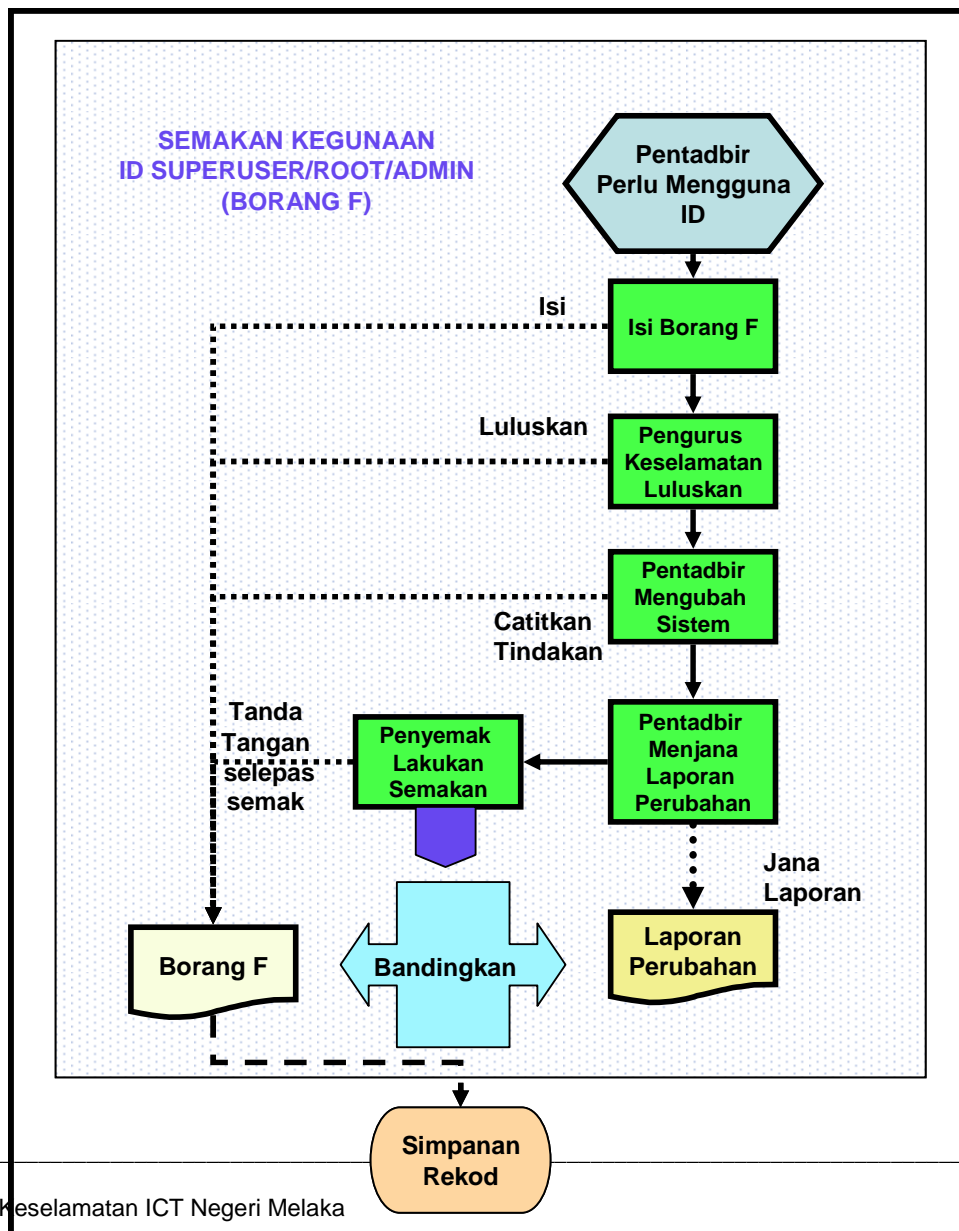 SEMAKAN KEGUNAAN
ID SUPERUSER/ROOT/ADMIN
(BORANG F)
Pentadbir
Perlu Mengguna
ID
Isi
Isi Borang F
Luluskan
Pengurus
Keselamatan
Luluskan
Pentadbir
Mengubah
Sistem
Catitkan
Tindakan
Tanda
Tangan
selepas
semak
Penyemak
Lakukan
Semakan
Pentadbir
Menjana
Laporan
Perubahan
Jana
Laporan
Borang F
Bandingkan
Laporan
Perubahan
Simpanan
Rekod
Keselamatan ICT Negeri Melaka